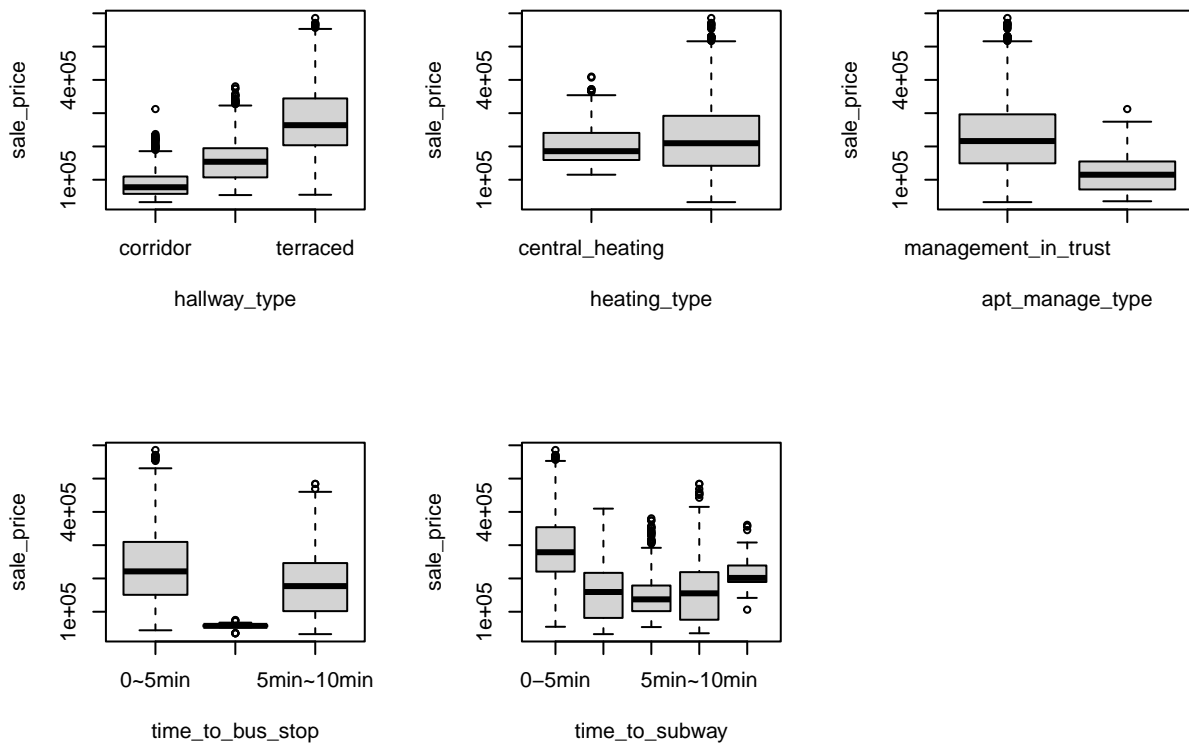 sale_price
1e+05
4e+05
corridor
terraced
hallway_type
sale_price
1e+05
4e+05
central_heating
heating_type
sale_price
1e+05
4e+05
management_in_trust
apt_manage_type
sale_price
1e+05
4e+05
0~5min
5min~10min
time_to_bus_stop
sale_price
1e+05
4e+05
0−5min
5min~10min
time_to_subway